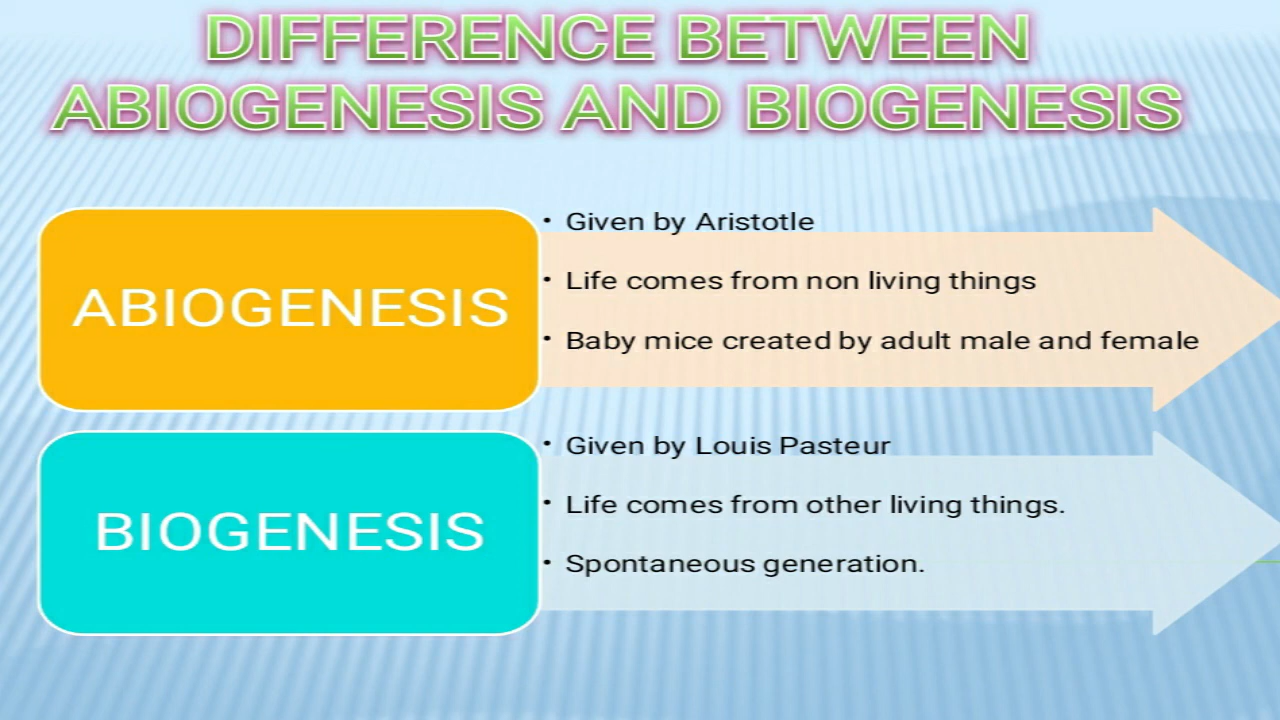 DIFFERENCE BETWEEN
ABIOGENESIS AND BIOGENESIS
ABIOGENESIS
• Given by Aristotle
• Life comes from non living things
• Baby mice created by adult male and female
BIOGENESIS
• Given by Louis Pasteur
• Life comes from other living things.
• Spontaneous generation.